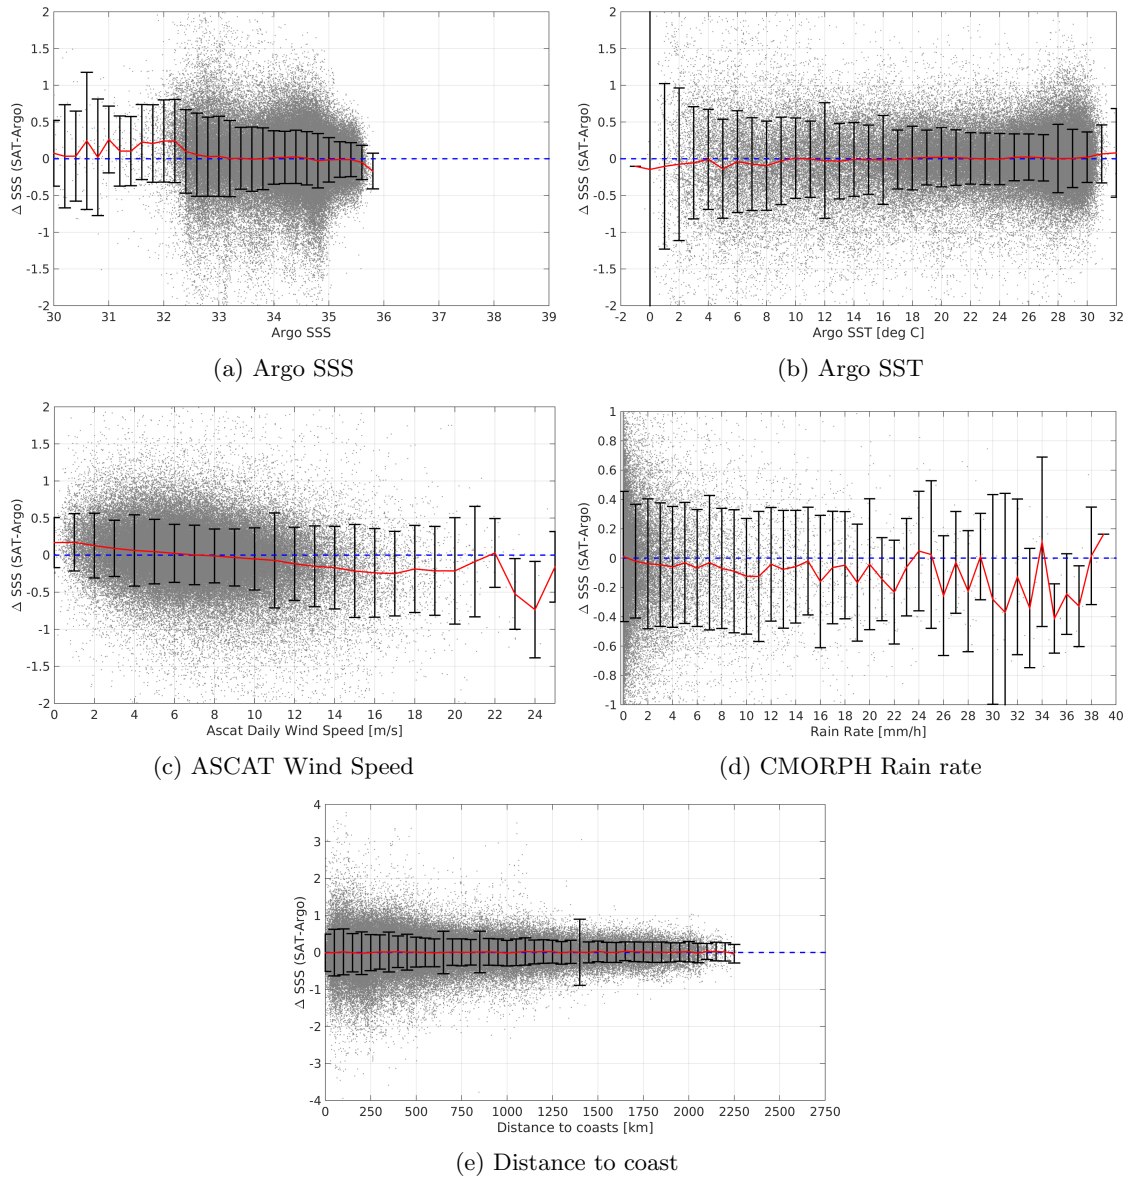 2
1.5
1
0.5
0
-0.5
-1
-1.5
-2
Δ SSS (SAT-Argo)
30 31 32 33 34 35 36 37 38 39
Argo SSS
(a) Argo SSS
2
1.5
1
0.5
0
-0.5
-1
-1.5
-2
Δ SSS (SAT-Argo)
-2 0 2 4 6 8 10 12 14 16 18 20 22 24 26 28 30 32
Argo SST [deg C]
(b) Argo SST
2
1.5
1
0.5
0
-0.5
-1
-1.5
-2
Δ SSS (SAT-Argo)
0 2 4 6 8 10 12 14 16 18 20 22 24
Ascat Daily Wind Speed [m/s]
(c) ASCAT Wind Speed
1
0.8
0.6
0.4
0.2
0
-0.2
-0.4
-0.6
-0.8
-1
Δ SSS (SAT-Argo)
0 2 4 6 8 10 12 14 16 18 20 22 24 26 28 30 32 34 36 38 40
Rain Rate [mm/h]
(d) CMORPH Rain rate
4
3
2
1
0
-1
-2
-3
-4
Δ SSS (SAT-Argo)
0 250 500 750 1000 1250 1500 1750 2000 2250 2500 2750
Distance to coasts [km]
(e) Distance to coast